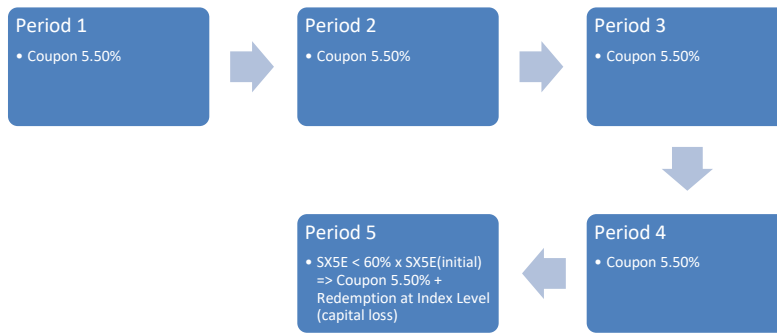 Period 1
• Coupon 5.50%
Period 2
• Coupon 5.50%
Period 3
• Coupon 5.50%
Period 4
• Coupon 5.50%
Period 5
• SX5E < 60% x SX5E(initial)
=> Coupon 5.50% +
Redemption at Index Level
(capital loss)